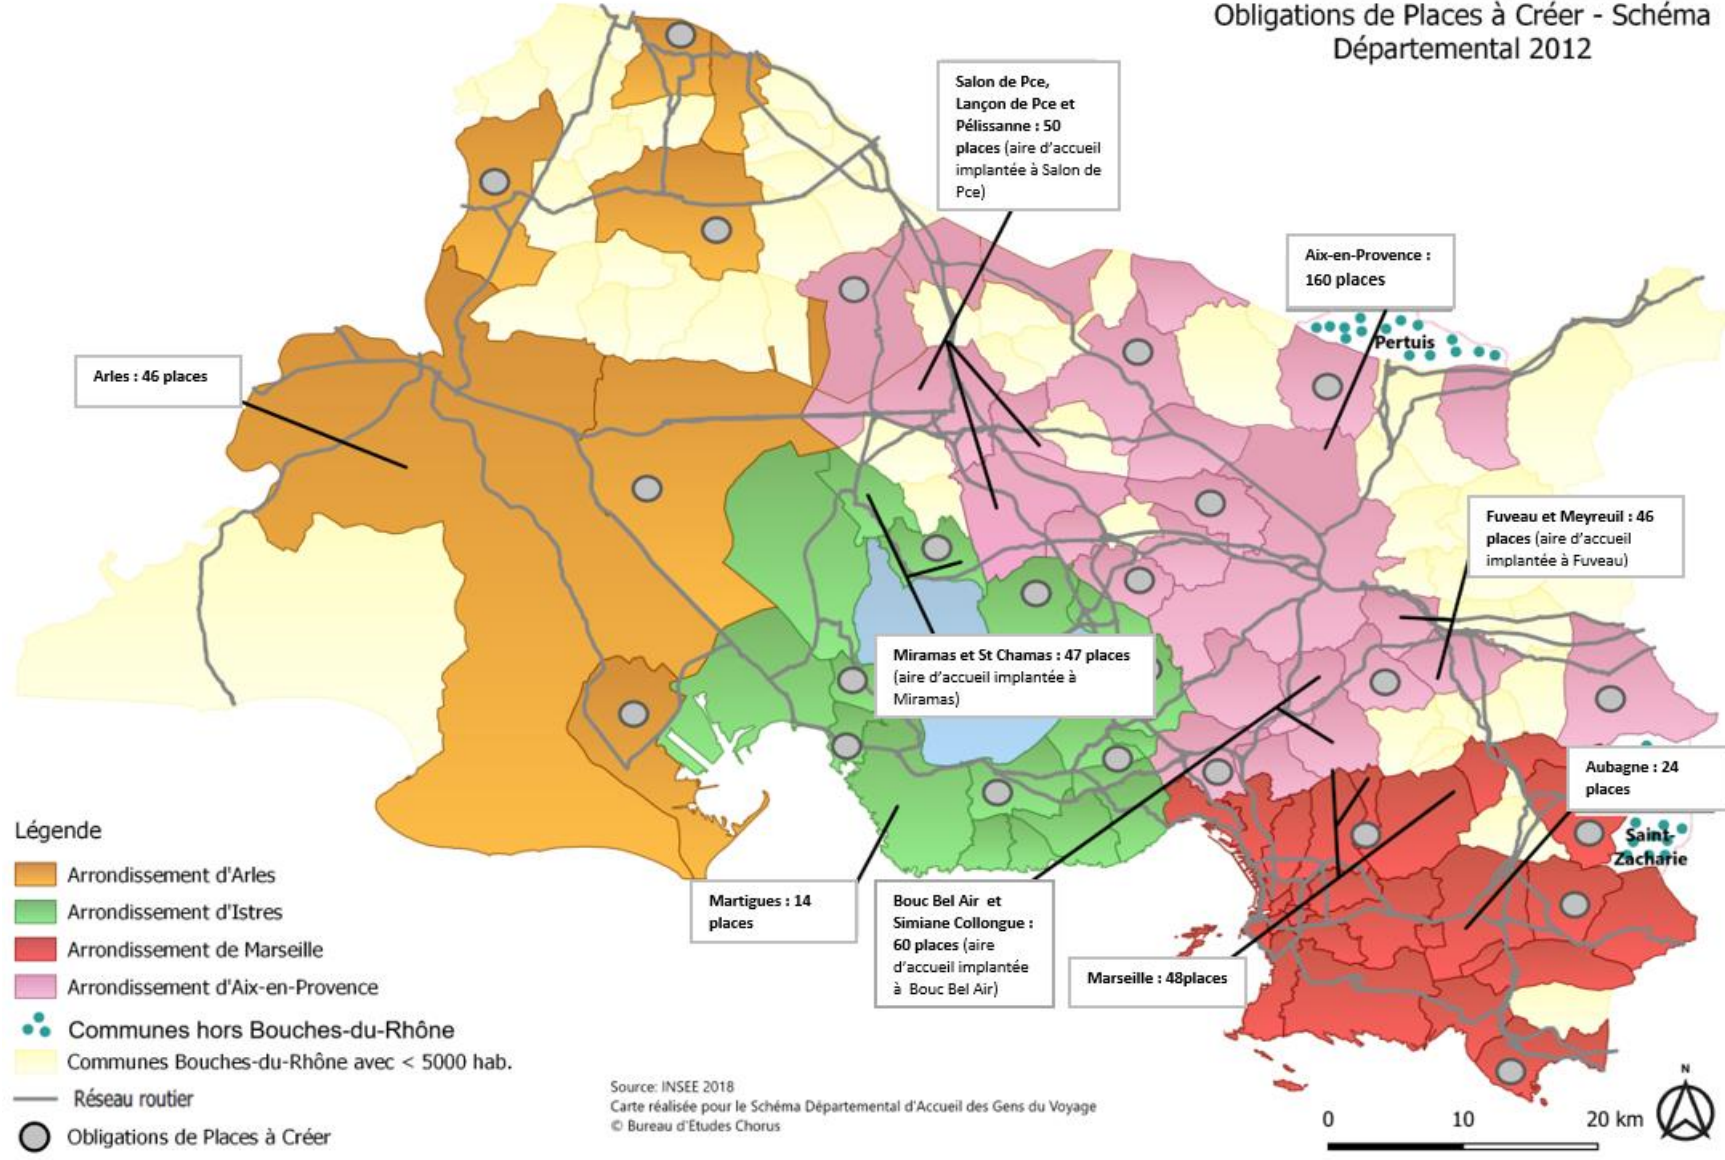 Obligations de Places à Créer - Schéma
Départemental 2012
Salon de Pce,
Lançon de Pce et
Pélissanne : 50
places (aire d'accueil
implantée à Salon de
Pce)
Aix-en-Provence :
160 places
Pertuis
Arles : 46 places
Fuveau et Meyreuil : 46
places (aire d'accueil
implantée à Fuveau)
Miramas et St Chamas : 47 places
(aire d'accueil implantée à
Miramas)
Aubagne : 24
places
Saint-
Zacharie
Martigues : 14
places
Bouc Bel Air et
Simiane Collongue :
60 places (aire
d'accueil implantée
à Bouc Bel Air)
Marseille : 48places
Légende
Arrondissement d'Arles
Arrondissement d'Istres
Arrondissement de Marseille
Arrondissement d'Aix-en-Provence
Communes hors Bouches-du-Rhône
Communes Bouches-du-Rhône avec < 5000 hab.
Réseau routier
Obligations de Places à Créer
Source: INSEE 2018
Carte réalisée pour le Schéma Départemental d'Accueil des Gens du Voyage
© Bureau d'Etudes Chorus
N
0 10 20 km